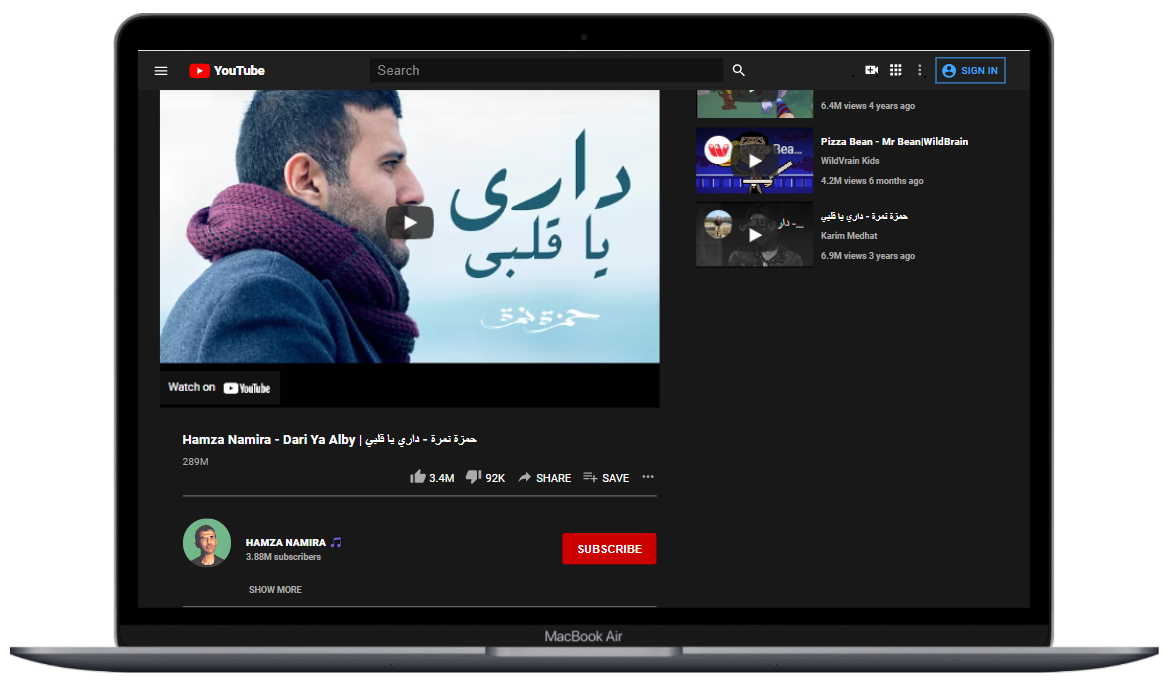 YouTube
Search
SIGN IN
داري
يا قلبي
حمزة نمرة
Watch on YouTube
Hamza Namira - Dari Ya Alby | حمزة نمرة - داري يا قلبي
289M
3.4M
92K
SHARE
SAVE
HAMZA NAMIRA 🎵
3.88M subscribers
SUBSCRIBE
SHOW MORE
6.4M views 4 years ago
Pizza Bea...
Pizza Bean - Mr Bean|WildBrain
WildVrain Kids
4.2M views 6 months ago
حمزة نمرة - داري يا قلبي
Karim Medhat
6.9M views 3 years ago
MacBook Air